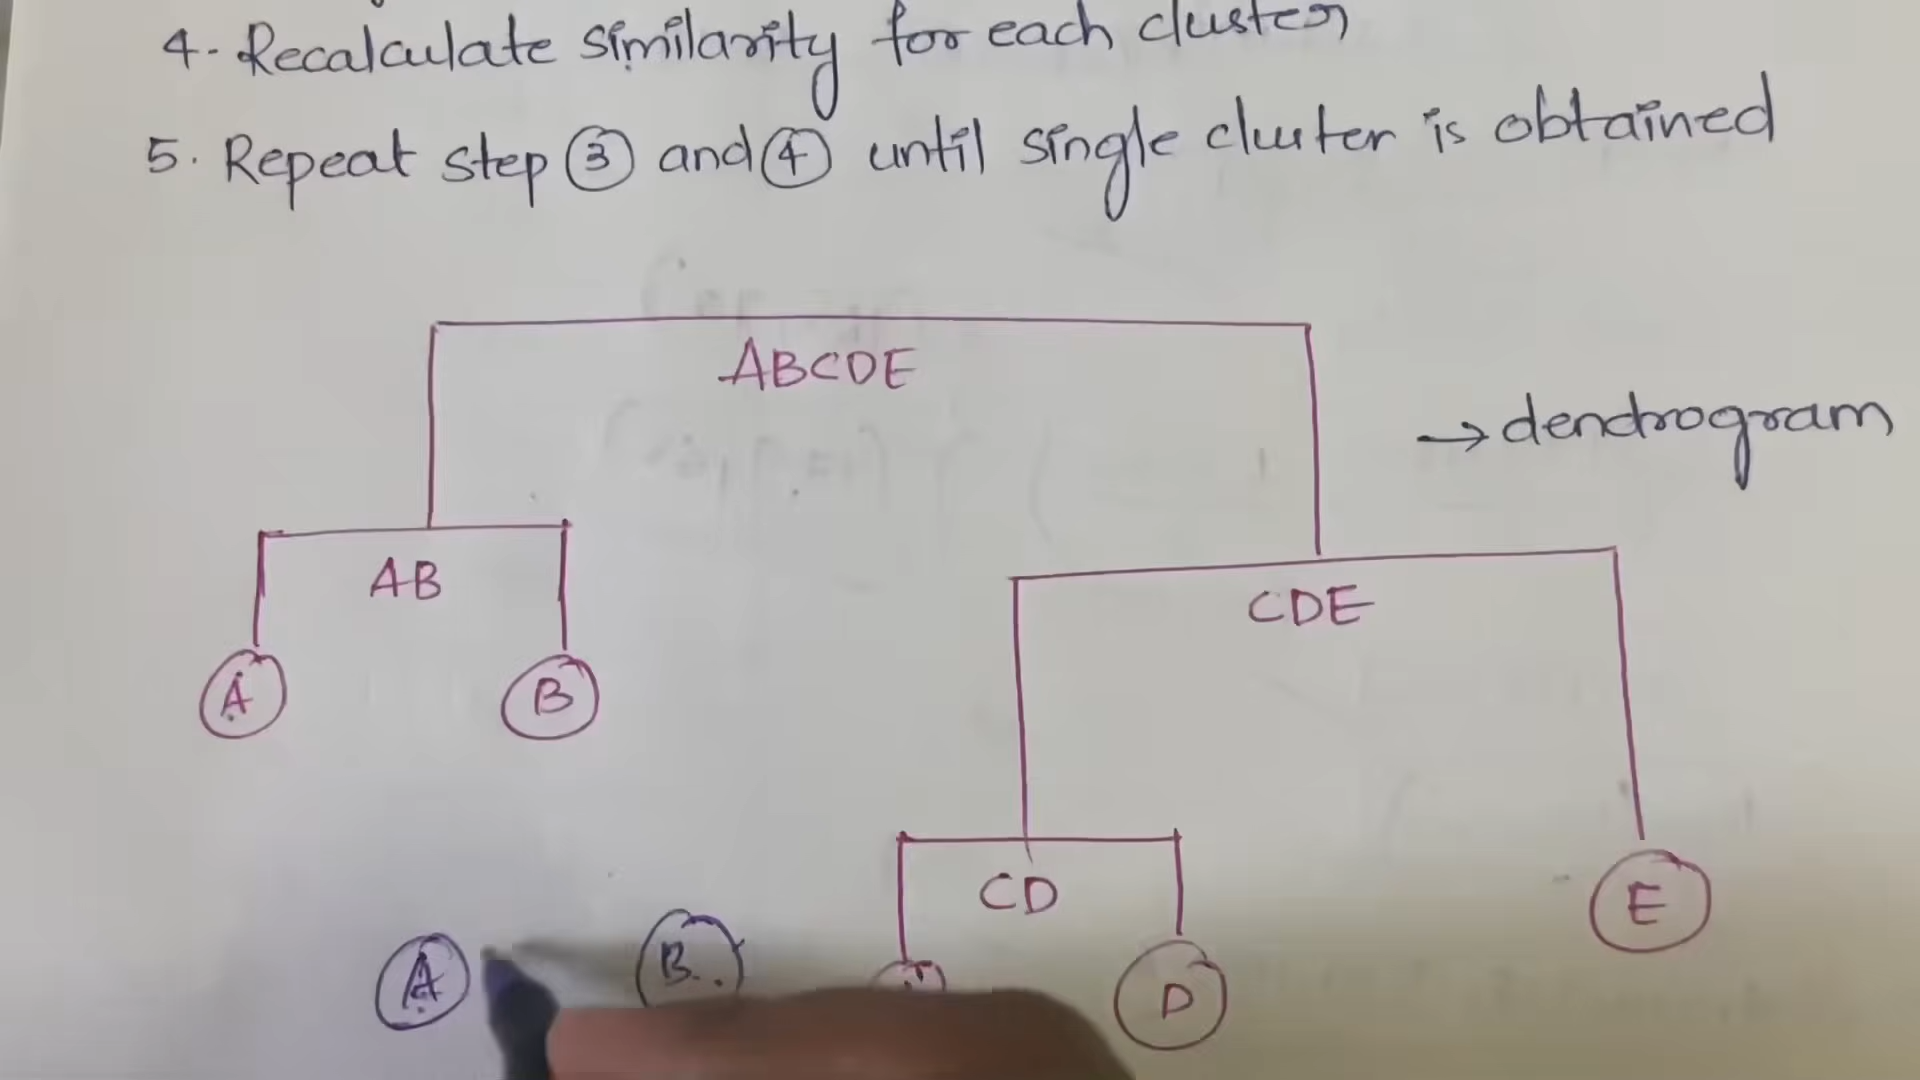 4. Recalculate similarity for each cluster
5. Repeat step ③ and ④ until single cluster is obtained
ABCDE
→ dendrogram
AB
CDE
A
B
CD
E
A
B
D